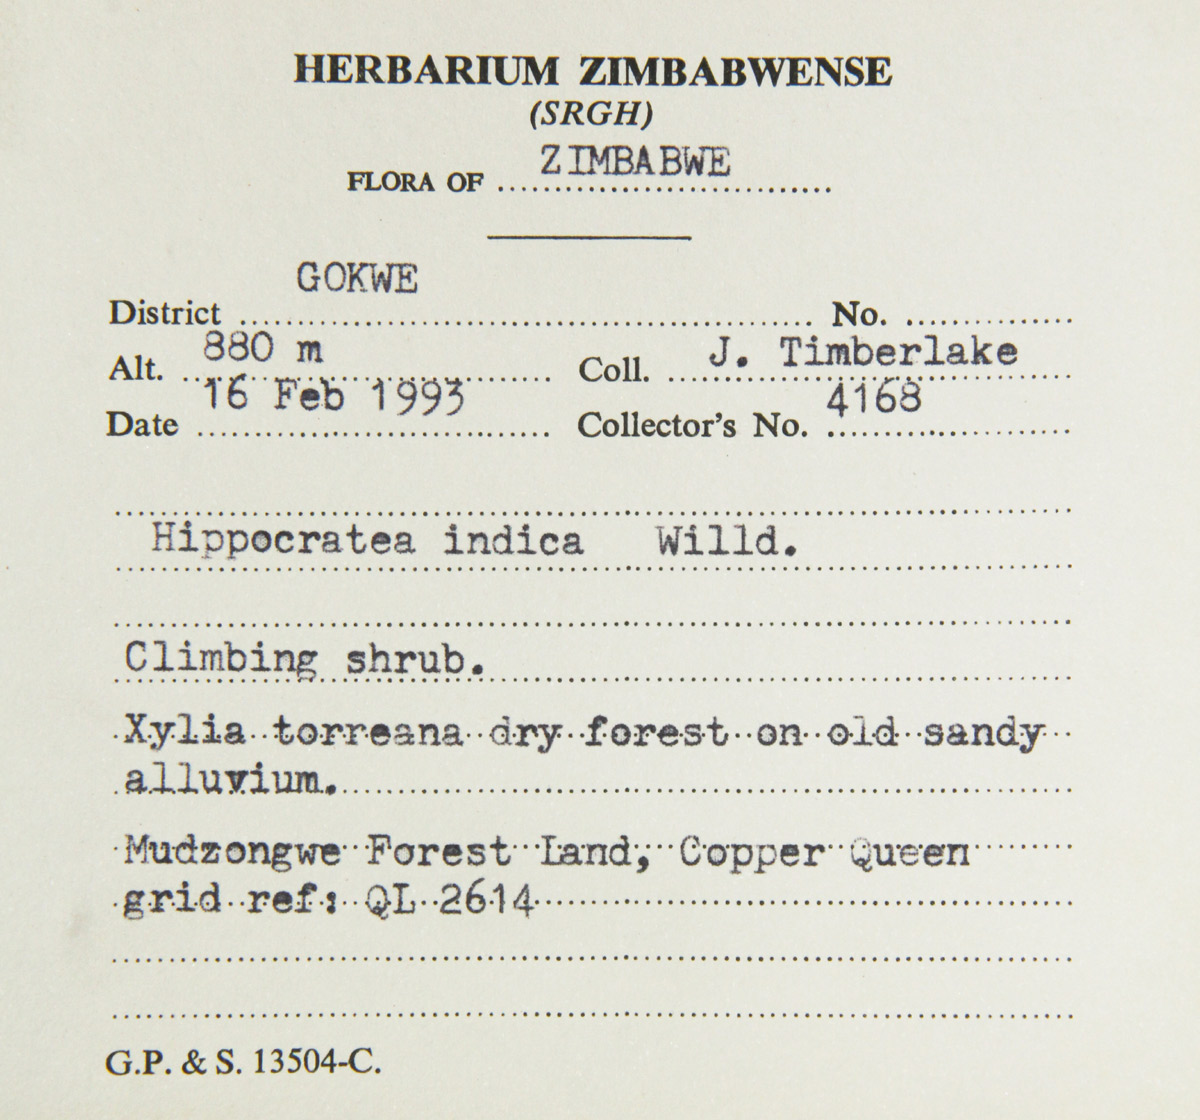 HERBARIUM ZIMBABWENSE
(SRGH)
FLORA OF ZIMBABWE
District GOKWE No.
Alt. 880 m Coll. J. Timberlake
Date 16 Feb 1993 Collector's No. 4168
Hippocratea indica Willd.
Climbing shrub.
Xylia torreana dry forest on old sandy
alluvium.
Mudzongwe Forest Land, Copper Queen
grid ref: QL 2614
G.P. & S. 13504-C.